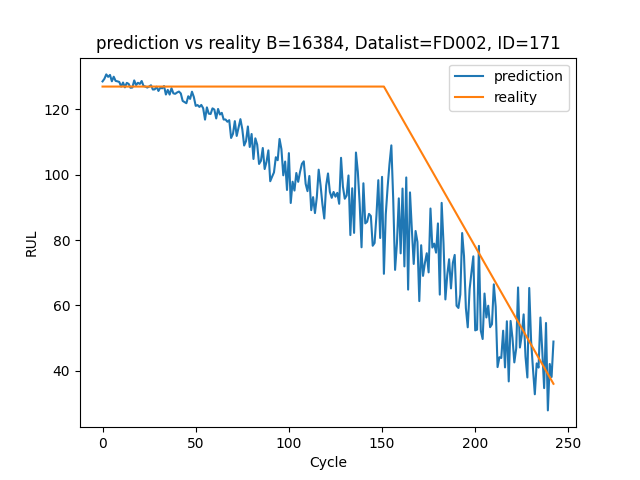 prediction vs reality B=16384, Datalist=FD002, ID=171
prediction
reality
120
100
80
60
40
RUL
0
50
100
150
200
250
Cycle